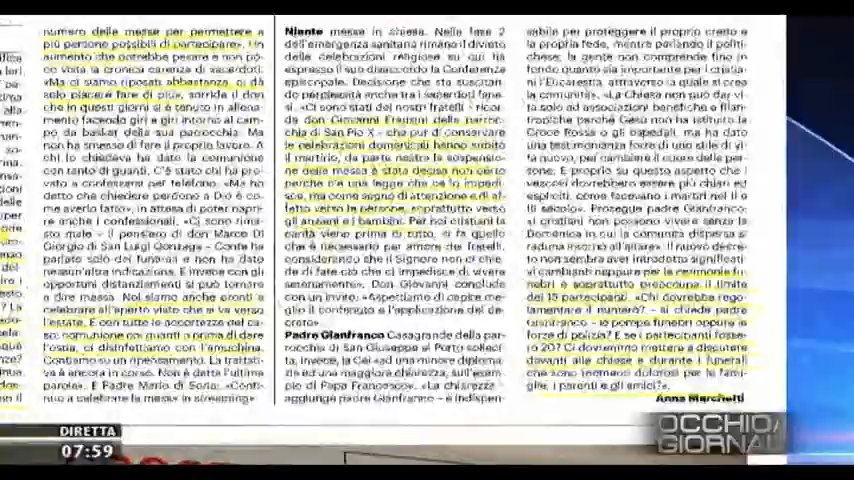 numero delle messe per permettere a
più persone possibili di partecipare». Un
aumento che potrebbe pesare e non po-
co vista la cronica carenza di sacerdoti.
«Ma ci siamo riposati abbastanza, ci dà
solo piacere fare di più», sorride il don
che in questi giorni si è tenuto in allena-
mento facendo giri e giri intorno al cam-
po da basket della sua parrocchia. Ma
non ha smesso di fare il proprio lavoro. A
chi lo chiedeva ha dato la comunione
con tanto di guanti. C'è stato chi ha pro-
vato a confessarsi per telefono. «Ma ho
detto che chiedere perdono a Dio è co-
me averlo fatto», in attesa di poter riapri-
re anche i confessionali. «Ci sono rima-
sto male - il pensiero di don Marco Di
Giorgio di San Luigi Gonzaga - Conte ha
parlato solo dei funerali e non ha dato
nessun'altra indicazione. E invece con gli
opportuni distanziamenti si può tornare
a dire messa. Noi siamo anche pronti a
celebrare all'aperto visto che si va verso
l'estate. E con tutte le accortezze del ca-
so: comunione coi guanti o prima di dare
l'ostia, ci disinfettiamo con l'amuchina.
Contiamo su un ripensamento. La trattati-
va è ancora in corso. Non è detta l'ultima
parola». E Padre Mario di Soria: «Conti-
nuo a celebrare la messa in streaming»
Niente messa in chiesa. Nella fase 2
dell'emergenza sanitaria rimane il divieto
delle celebrazioni religiose su cui ha
espresso il suo disaccordo la Conferenza
episcopale. Decisione che sta suscitan-
do perplessità anche tra i sacerdoti fane-
si. «Ci sono stati dei nostri fratelli - ricor-
da don Giovanni Frausini della parroc-
chia di San Pio X - che pur di conservare
le celebrazioni domenicali hanno subito
il martirio, da parte nostra la sospensio-
ne della messa è stata decisa non certo
perché c'è una legge che ce lo impedi-
sce, ma come segno di attenzione e di af-
fetto verso le persone, soprattutto verso
gli anziani e i bambini. Per noi cristiani la
carità viene prima di tutto, si fa quello
che è necessario per amore dei fratelli,
considerando che il Signore non ci chie-
de di fare ciò che ci impedisce di vivere
serenamente». Don Giovanni conclude
con un invito: «Aspettiamo di capire me-
glio il contenuto e l'applicazione del de-
creto»
Padre Gianfranco Casagrande della par-
rocchia di San Giuseppe al Porto solleci-
ta, invece, la Cei «ad una minore diploma-
zia ed una maggiore chiarezza, sull'esem-
pio di Papa Francesco». «La chiarezza -
aggiunge padre Gianfranco - è indispen-
sabile per proteggere il proprio credo e
la propria fede, mentre parlando il politi-
chese, la gente non comprende fino in
fondo quanto sia importante per i cristia-
ni l'Eucarestia, attraverso la quale si crea
la comunità». «La Chiesa non può dar vi-
ta solo ad associazioni benefiche e filan-
tropiche perché Gesù non ha istituito la
Croce Rossa o gli ospedali, ma ha dato
una testimonianza forte di uno stile di vi-
ta nuovo, per cambiare il cuore delle per-
sone. E proprio su questo aspetto che i
vescovi dovrebbero essere più chiari ed
espliciti, come facevano i martiri nel II e
III secolo». Prosegue padre Gianfranco:
«I cristiani non possono vivere senza la
Domenica in cui la comunità dispersa si
raduna intorno all'altare». Il nuovo decre-
to non sembra aver introdotto significati-
vi cambianti neppure per le cerimonie fu-
nebri e soprattutto preoccupa il limite
dei 15 partecipanti. «Chi dovrebbe rego-
lamentare il numero? - si chiede padre
Gianfranco - le pompe funebri oppure le
forze di polizia? E se i partecipanti fosse-
ro 20? Ci dovremmo mettere a disputere
davanti alle chiese e durante i funerali
che sono momenti dolorosi per le fami-
glie, i parenti e gli amici?».
Anna Marchetti
DIRETTA
07:59
OCCHIO A
GIORNAL